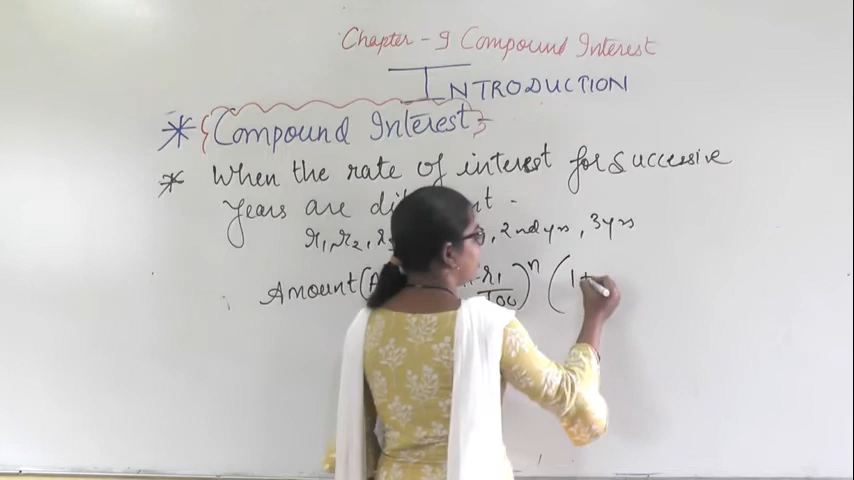 Chapter - 9 Compound Interest
INTRODUCTION
* {Compound Interest}
* When the rate of interest for successive
years are
r₁, r₂, 2nd yrs, 3yrs
Amount (A r₁/100)ⁿ (1+